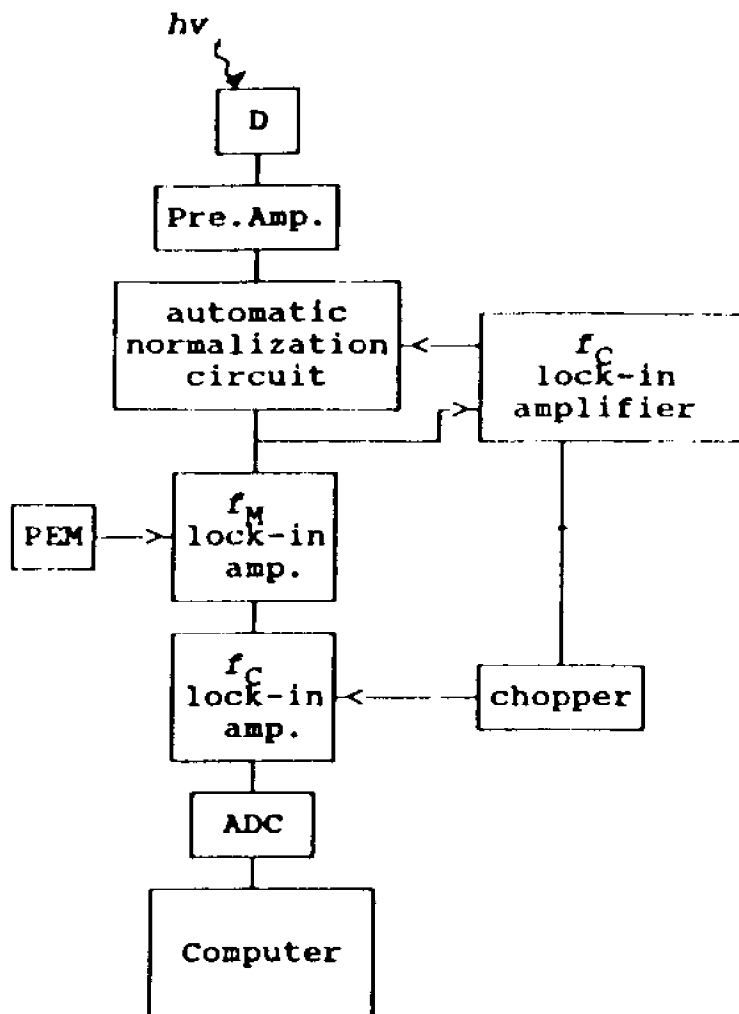 hν
D
Pre.Amp.
automatic
normalization
circuit
f_C
lock-in
amplifier
f_M
lock-in
amp.
PEM
f_C
lock-in
amp.
chopper
ADC
Computer